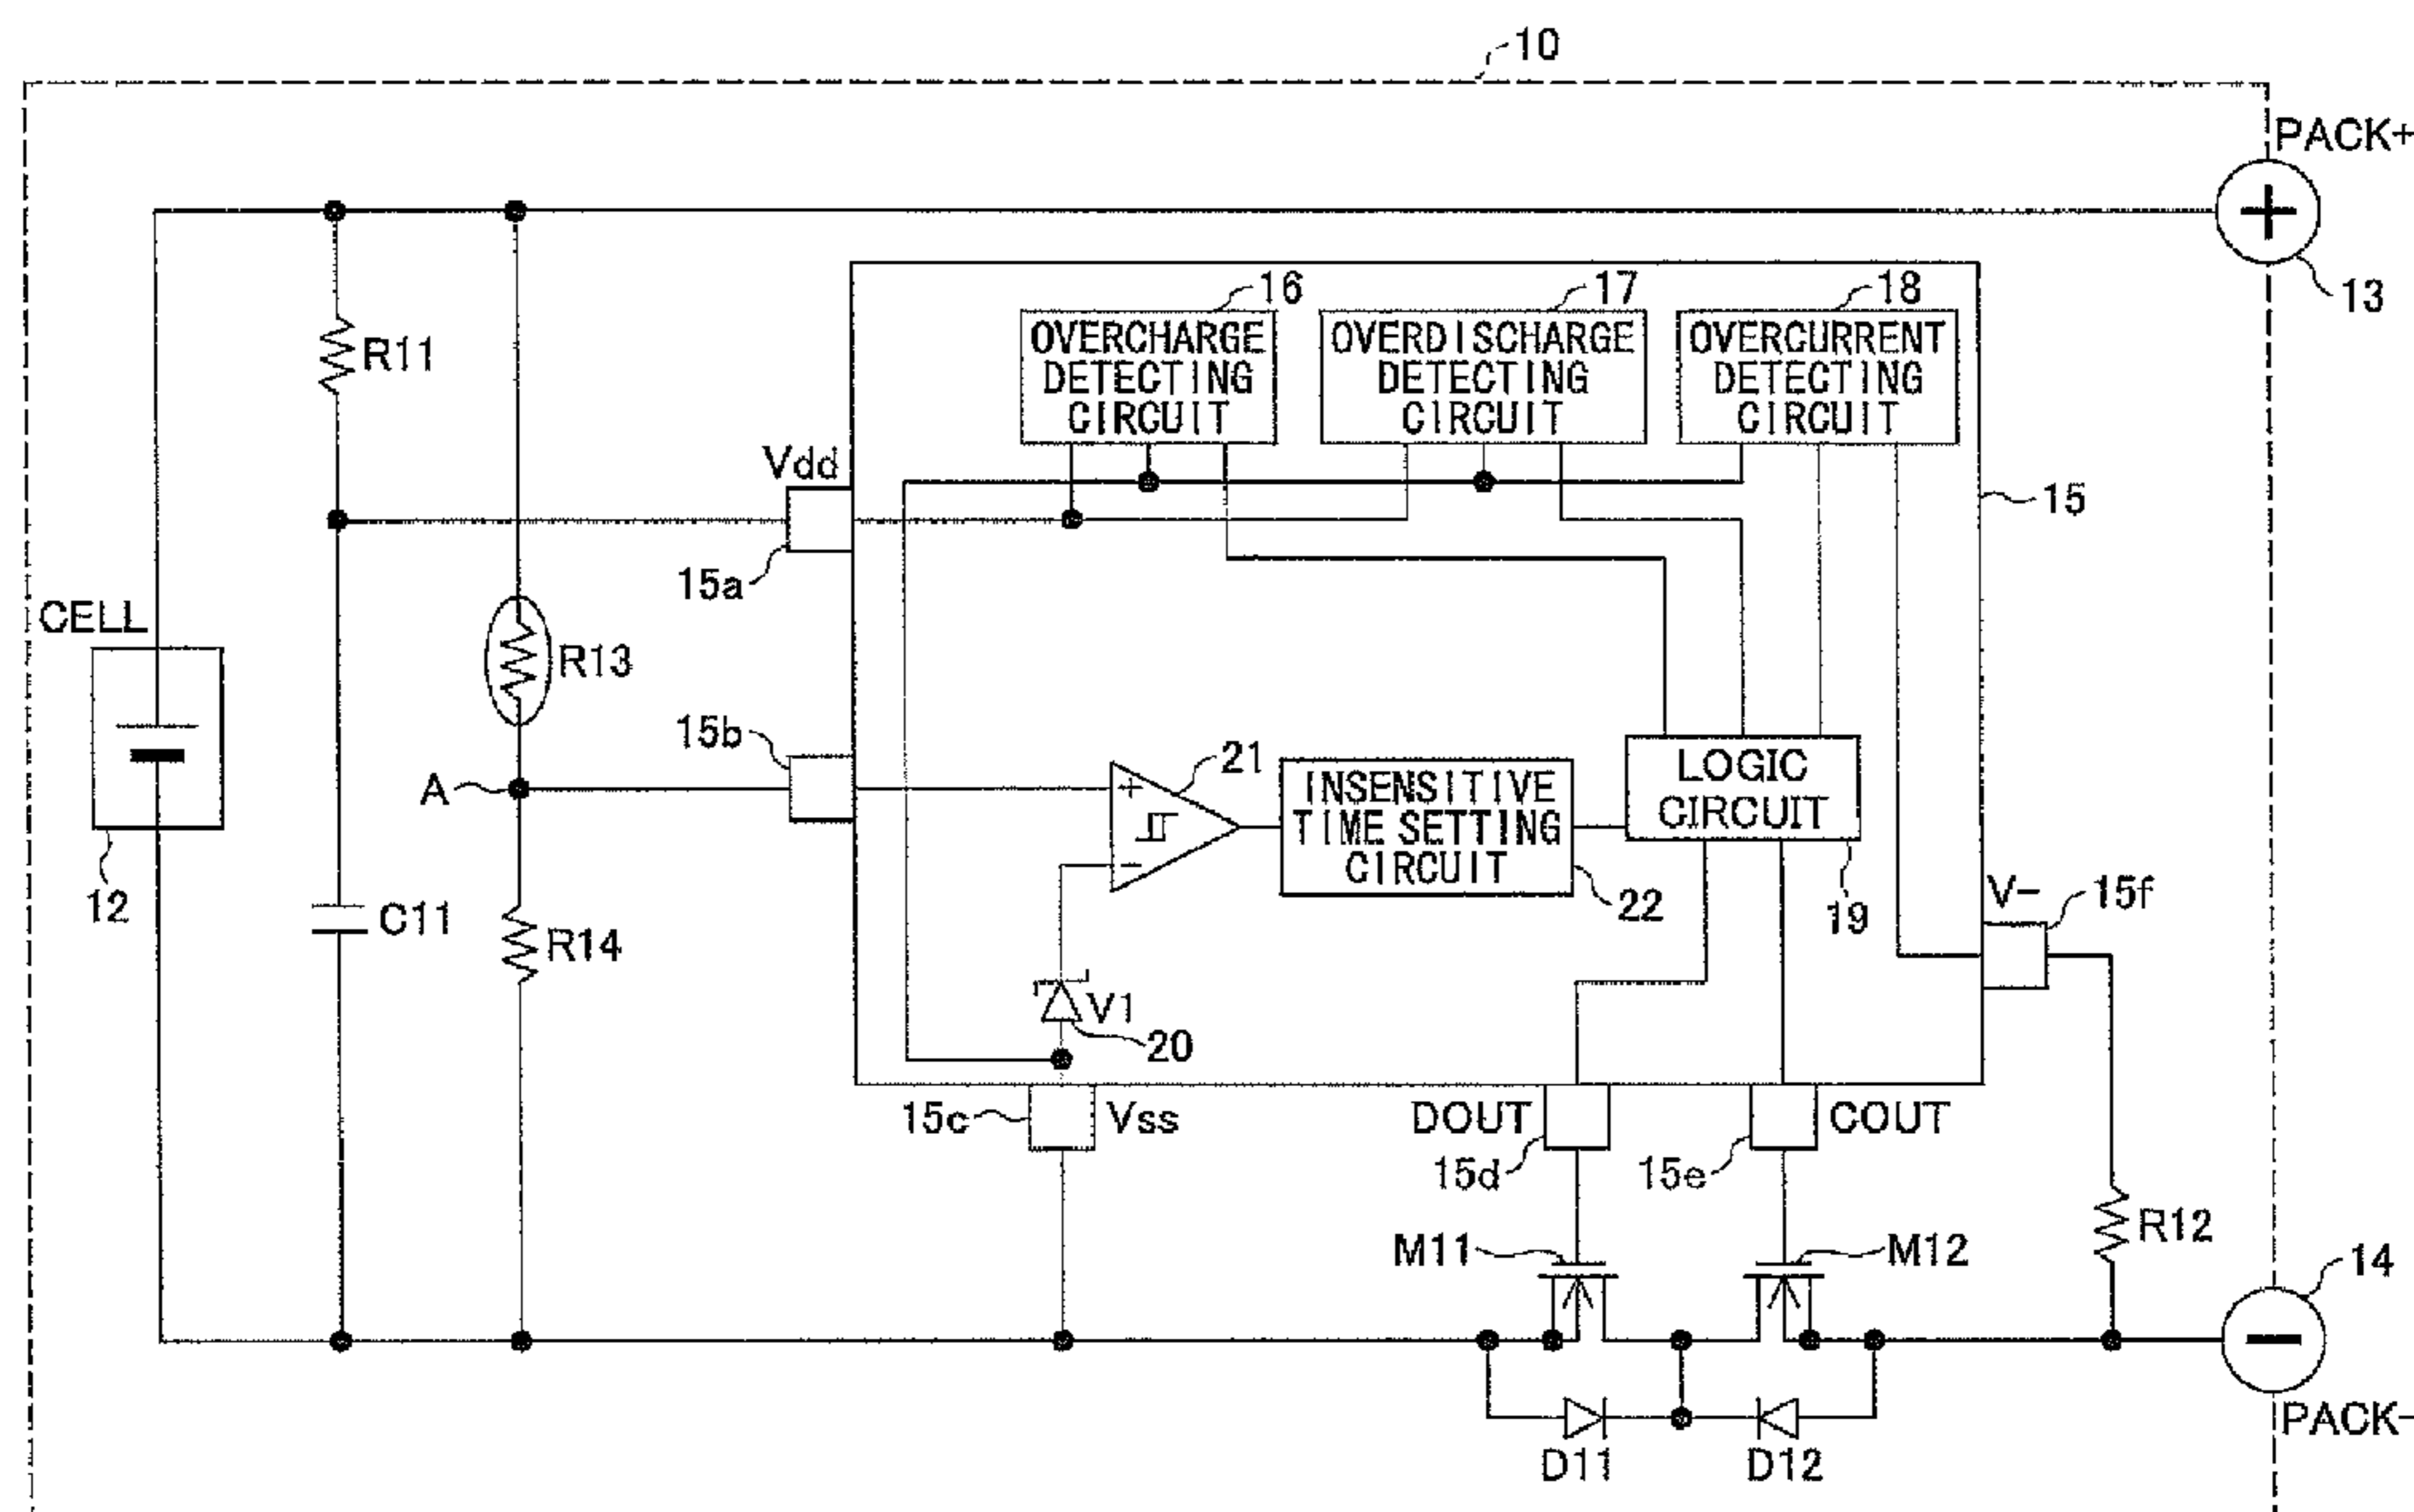 10
PACK+
13
16
17
18
OVERCHARGE
DETECTING
CIRCUIT
OVERDISCHARGE
DETECTING
CIRCUIT
OVERCURRENT
DETECTING
CIRCUIT
R11
Vdd
15
15a
CELL
R13
15b
21
A
+
−
INSENSITIVE
TIME SETTING
CIRCUIT
LOGIC
CIRCUIT
12
C11
R14
22
19
V−
15f
V1
20
15c
Vss
DOUT
COUT
15d
15e
M11
M12
R12
14
D11
D12
PACK−